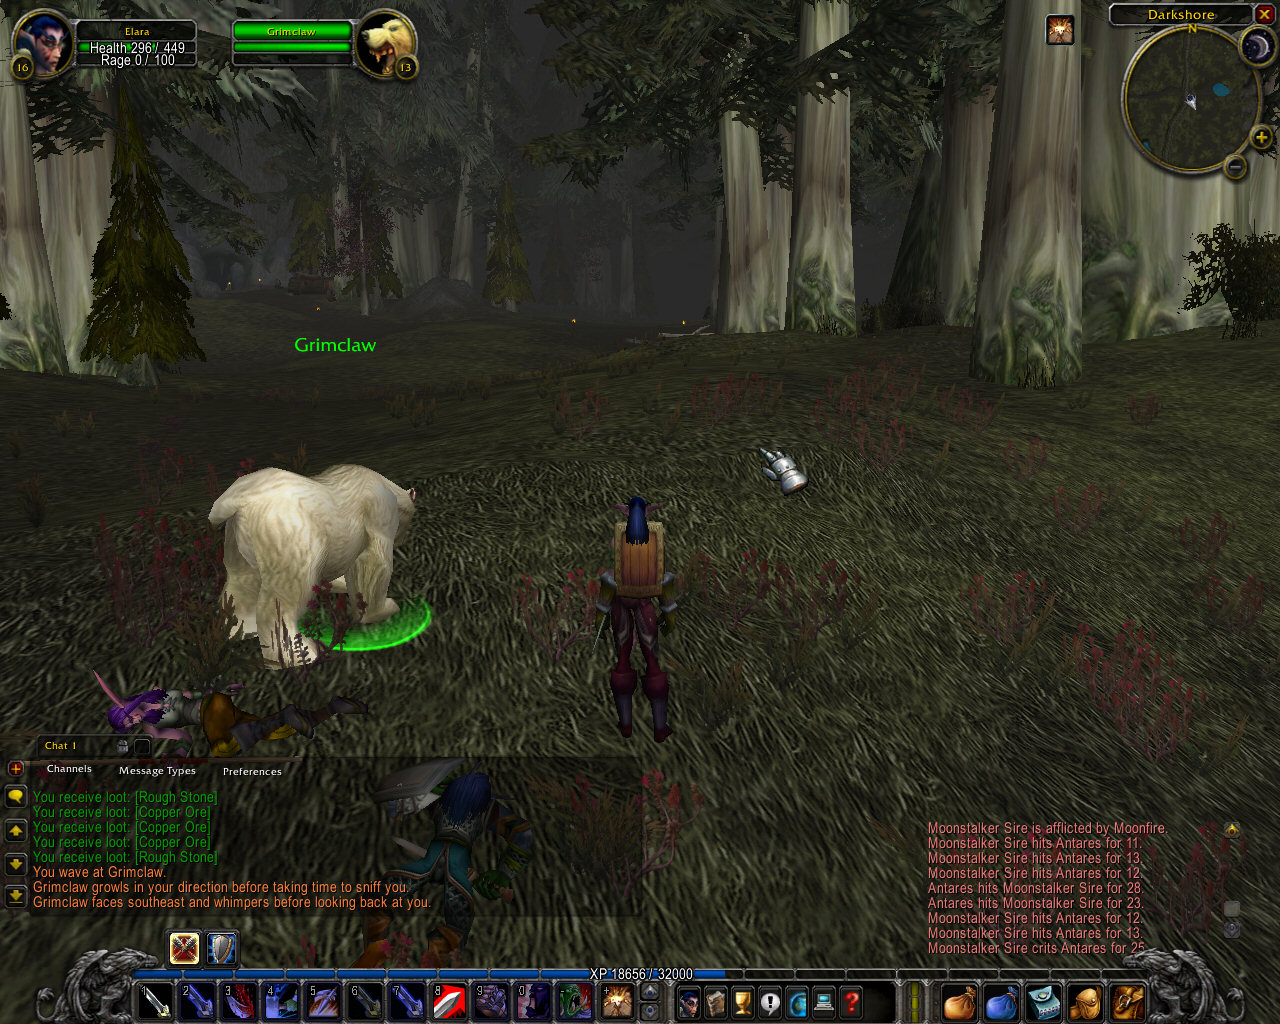 Elara
Health 296 / 449
Rage 0 / 100
16
Grimclaw
13
Darkshore
N
Grimclaw
Chat 1
Channels
Message Types
Preferences
You receive loot: [Rough Stone]
You receive loot: [Copper Ore]
You receive loot: [Copper Ore]
You receive loot: [Copper Ore]
You receive loot: [Rough Stone]
You wave at Grimclaw.
Grimclaw growls in your direction before taking time to sniff you.
Grimclaw faces southeast and whimpers before looking back at you.
Moonstalker Sire is afflicted by Moonfire.
Moonstalker Sire hits Antares for 11.
Moonstalker Sire hits Antares for 13.
Moonstalker Sire hits Antares for 12.
Antares hits Moonstalker Sire for 28.
Antares hits Moonstalker Sire for 23.
Moonstalker Sire hits Antares for 12.
Moonstalker Sire hits Antares for 13.
Moonstalker Sire crits Antares for 25.
XP 18656 / 32000
1 2 3 4 5 6 7 8 9 0 - +